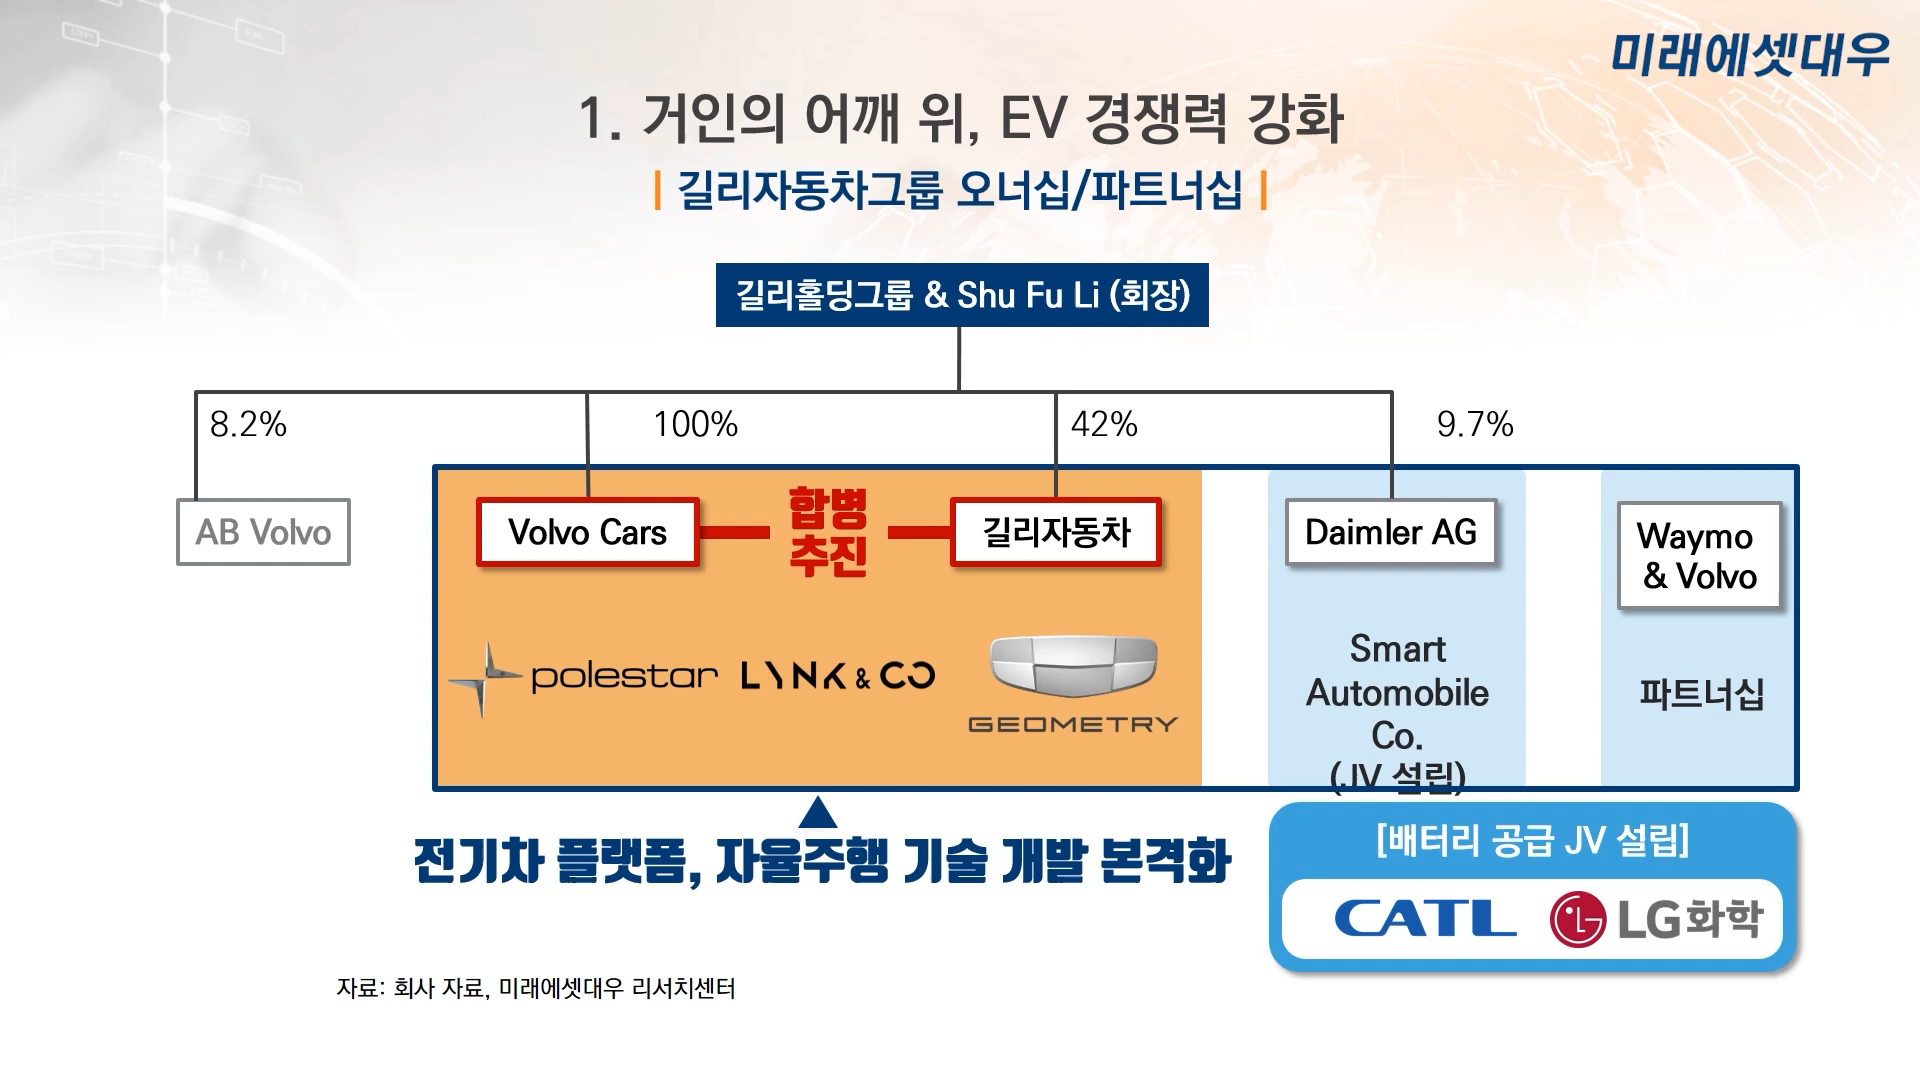 미래에셋대우
1. 거인의 어깨 위, EV 경쟁력 강화
| 길리자동차그룹 오너십/파트너십 |
길리홀딩그룹 & Shu Fu Li (회장)
8.2%
100%
42%
9.7%
AB Volvo
Volvo Cars
합병
추진
길리자동차
Daimler AG
Waymo
& Volvo
polestar
LYNK & CO
GEOMETRY
Smart
Automobile
Co.
(JV 설립)
파트너십
전기차 플랫폼, 자율주행 기술 개발 본격화
[배터리 공급 JV 설립]
CATL
LG화학
자료: 회사 자료, 미래에셋대우 리서치센터